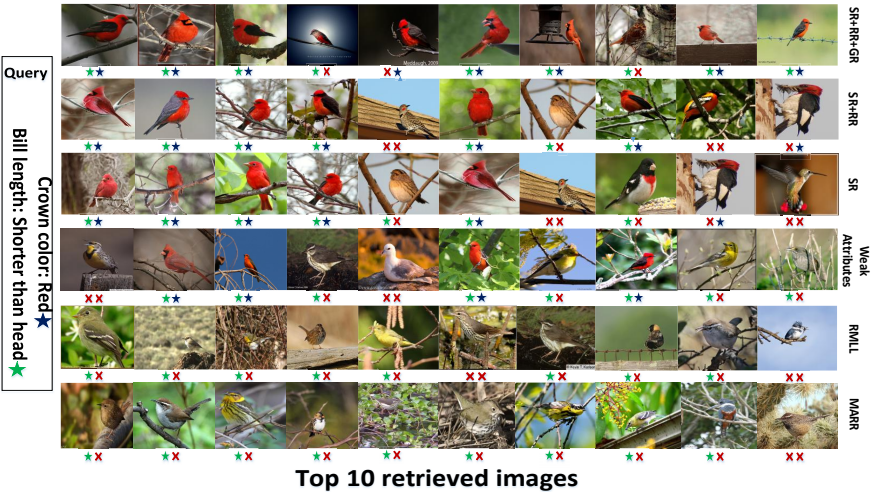 Query
Crown color: Red
Bill length: Shorter than head
SR+RR+GR
SR+RR
SR
Weak
Attributes
RMLL
MARR
Top 10 retrieved images